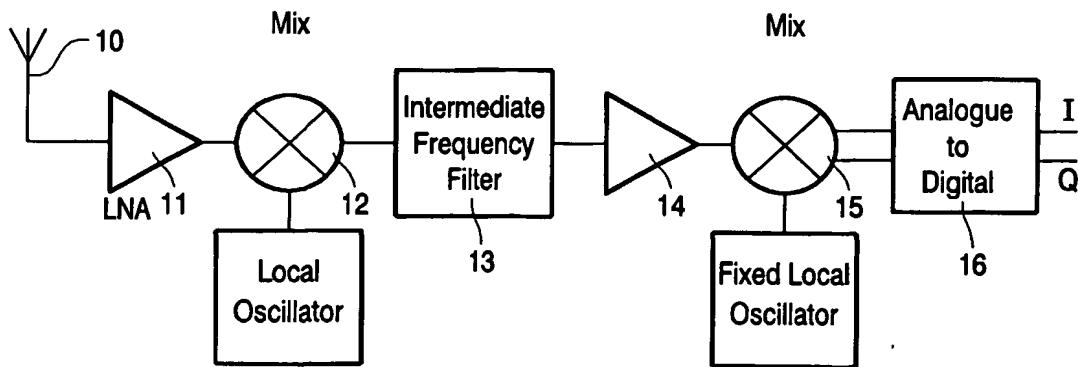 Mix
Mix
10
LNA
11
12
Intermediate
Frequency
Filter
13
14
15
Analogue
to
Digital
16
I
Q
Local
Oscillator
Fixed Local
Oscillator